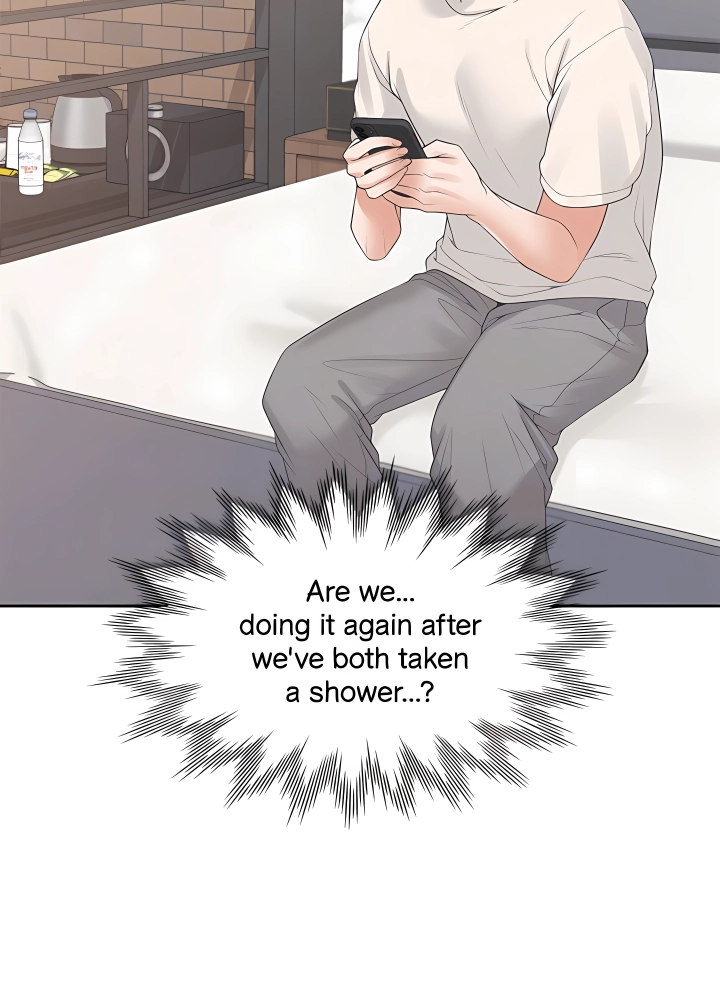 Are we...
doing it again after
we've both taken
a shower...?